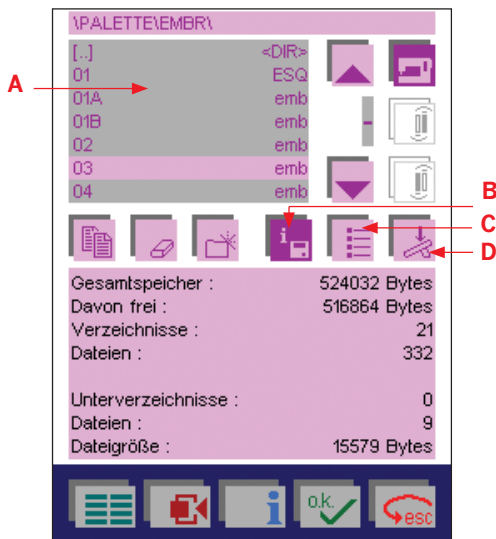 \PALETTE\EMBR\
[..] <DIR>
01 ESQ
A
01A emb
01B emb
02 emb
03 emb
04 emb
B
C
D
i
Gesamtspeicher : 524032 Bytes
Davon frei : 516864 Bytes
Verzeichnisse : 21
Dateien : 332
Unterverzeichnisse : 0
Dateien : 9
Dateigröße : 15579 Bytes
i
o.k.
esc